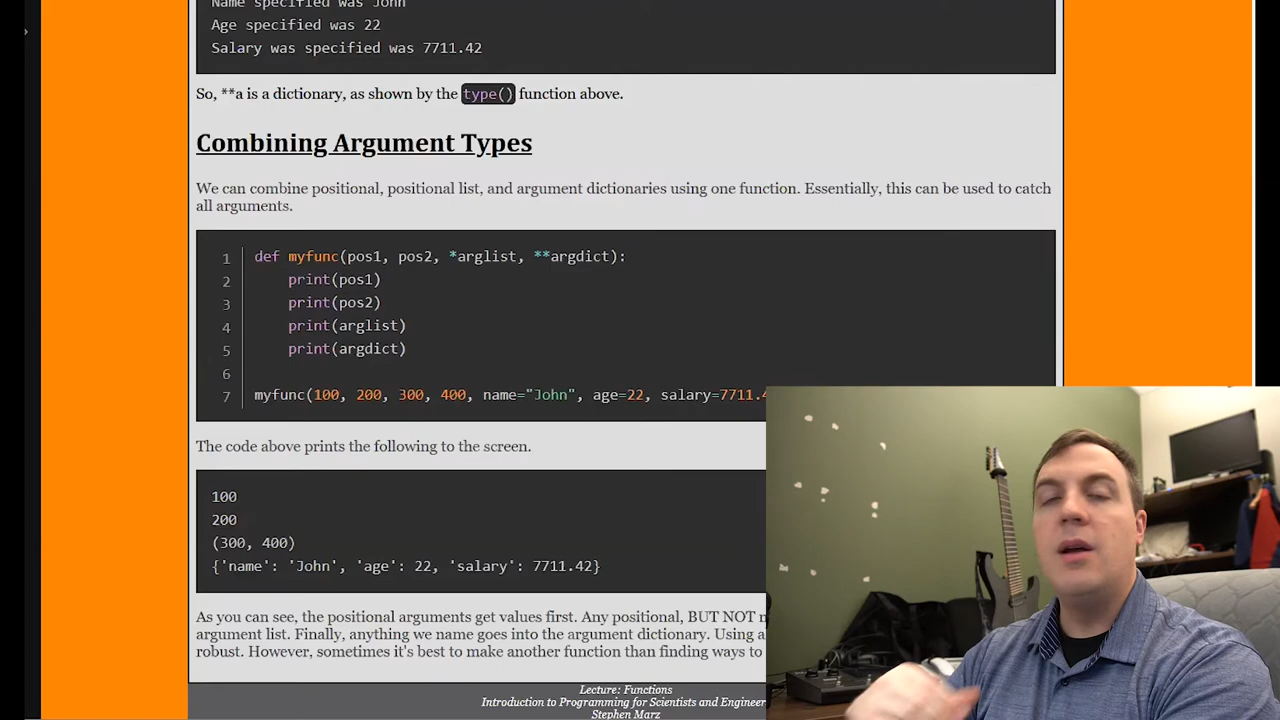 Name specified was John
Age specified was 22
Salary was specified was 7711.42
So, **a is a dictionary, as shown by the type() function above.
Combining Argument Types
We can combine positional, positional list, and argument dictionaries using one function. Essentially, this can be used to catch
all arguments.
1 def myfunc(pos1, pos2, *arglist, **argdict):
2 print(pos1)
3 print(pos2)
4 print(arglist)
5 print(argdict)
6
7 myfunc(100, 200, 300, 400, name="John", age=22, salary=7711.4
The code above prints the following to the screen.
100
200
(300, 400)
{'name': 'John', 'age': 22, 'salary': 7711.42}
As you can see, the positional arguments get values first. Any positional, BUT NOT
argument list. Finally, anything we name goes into the argument dictionary. Using a
robust. However, sometimes it's best to make another function than finding ways to
Lecture: Functions
Introduction to Programming for Scientists and Engineer
Stephen Marz